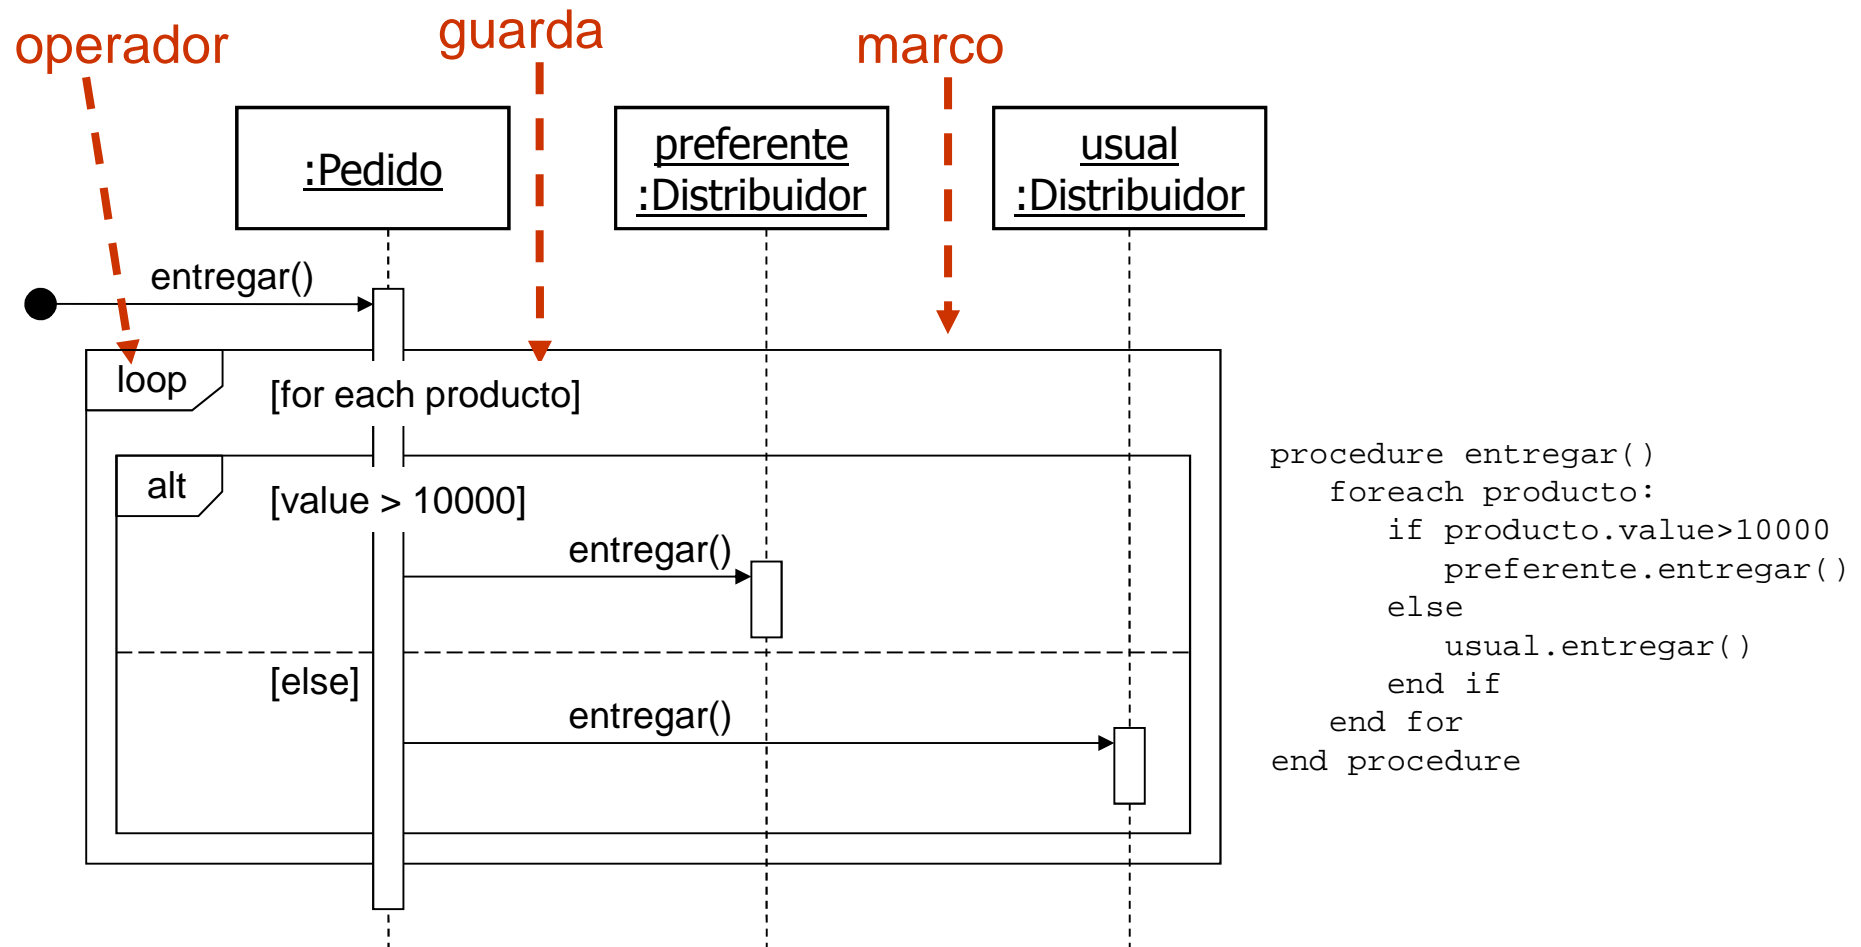 operador
guarda
marco
:Pedido
preferente
:Distribuidor
usual
:Distribuidor
entregar()
loop
[for each producto]
alt
[value > 10000]
entregar()
[else]
entregar()
procedure entregar()
foreach producto:
if producto.value>10000
preferente.entregar()
else
usual.entregar()
end if
end for
end procedure